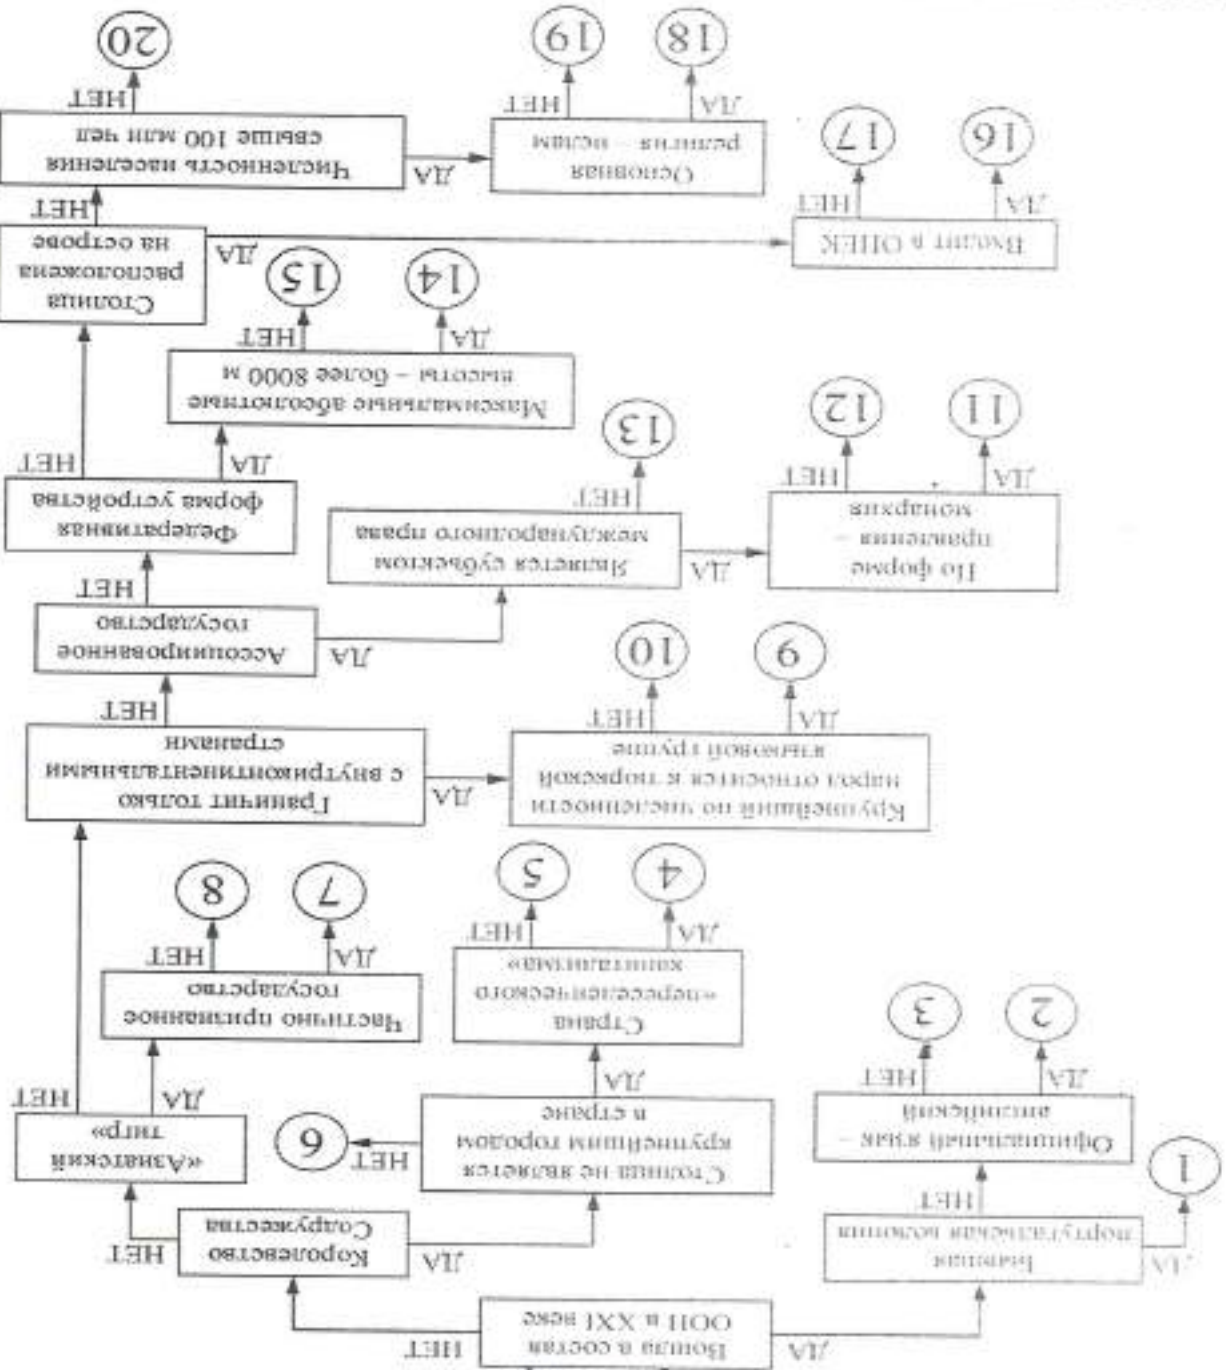 Вошла в состав
ООН в XXI веке
НЕТ
ДА
Королевство
Содружества
НЕТ
ДА
Бывшая
португальская колония
ДА
НЕТ
1
«Азиатский
тигр»
ДА
НЕТ
Столица не является
крупнейшим городом
в стране
НЕТ
ДА
6
Официальный язык –
английский
ДА
НЕТ
2
3
Частично признанное
государство
ДА
НЕТ
7
8
Страна
«переселенческого
капитализма»
ДА
НЕТ
4
5
Граничит только
с внутриконтинентальными
странами
ДА
НЕТ
Крупнейший по численности
народ относится к тюркской
языковой группе
ДА
НЕТ
9
10
Ассоциированное
государство
ДА
НЕТ
Является субъектом
международного права
ДА
НЕТ
13
По форме
правления –
монархия
ДА
НЕТ
11
12
Федеративная
форма устройства
ДА
НЕТ
Максимальные абсолютные
высоты – более 8000 м
ДА
НЕТ
14
15
Столица
расположена
на острове
ДА
НЕТ
Входит в ОПЕК
ДА
НЕТ
16
17
Численность населения
свыше 100 млн чел
ДА
НЕТ
20
Основная
религия – ислам
ДА
НЕТ
18
19